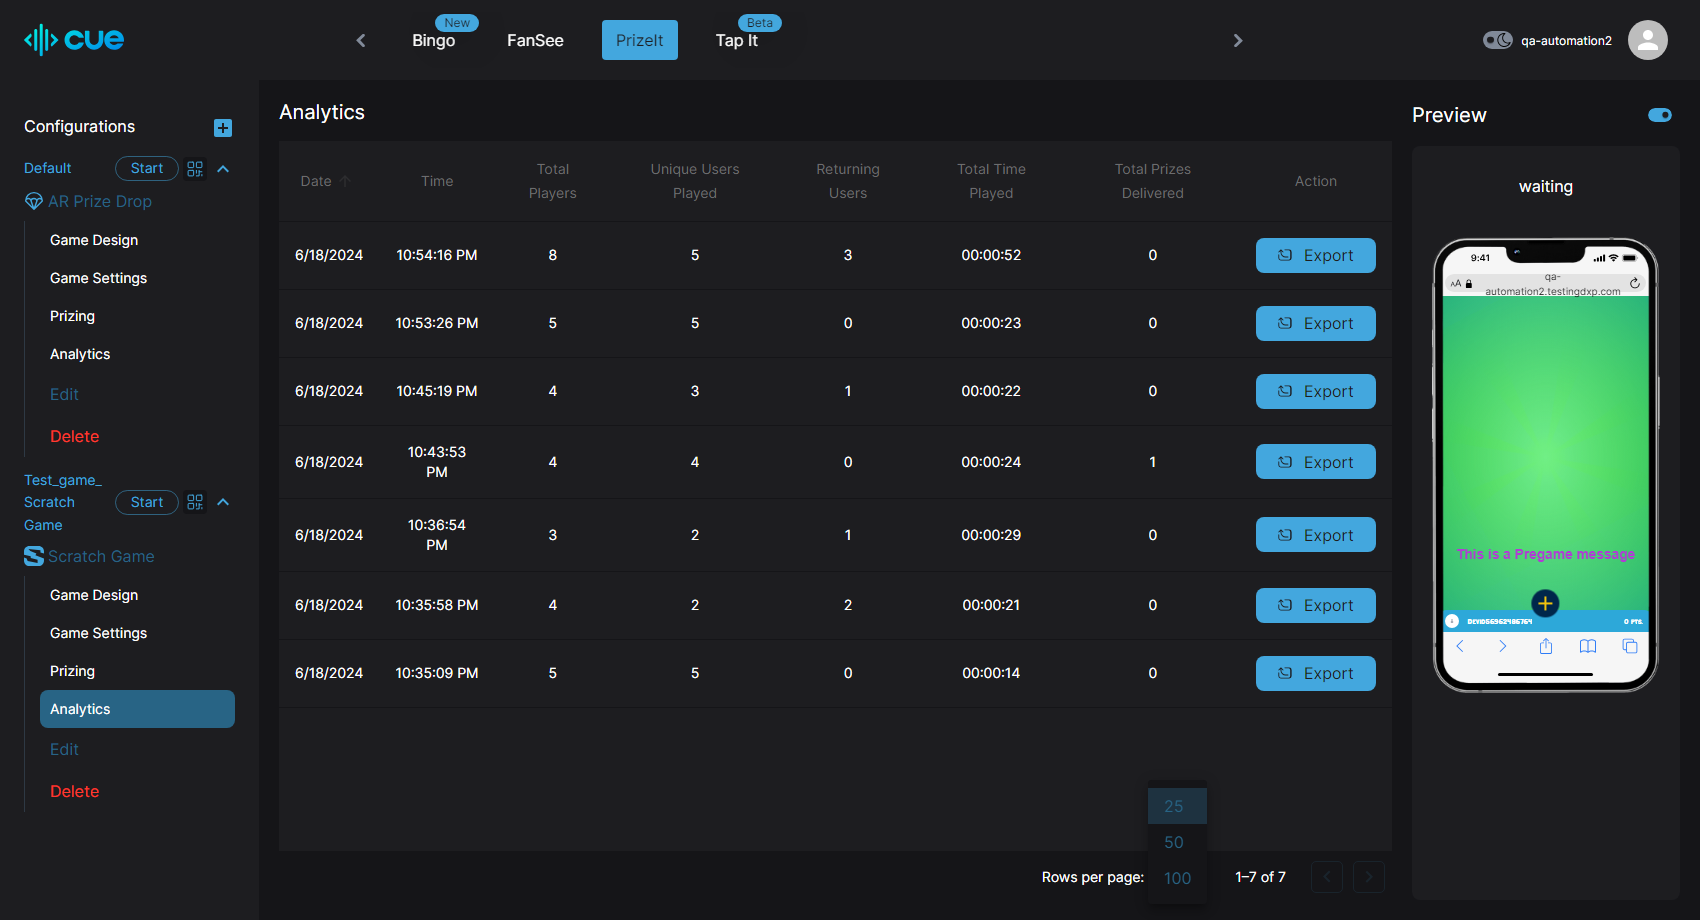 cue
New
Bingo
FanSee
PrizeIt
Beta
Tap It
qa-automation2
Configurations
Default
Start
AR Prize Drop
Game Design
Game Settings
Prizing
Analytics
Edit
Delete
Test_game_
Scratch
Game
Start
Scratch Game
Game Design
Game Settings
Prizing
Analytics
Edit
Delete
Analytics
Date Time Total Players Unique Users Played Returning Users Total Time Played Total Prizes Delivered Action
6/18/2024 10:54:16 PM 8 5 3 00:00:52 0 Export
6/18/2024 10:53:26 PM 5 5 0 00:00:23 0 Export
6/18/2024 10:45:19 PM 4 3 1 00:00:22 0 Export
6/18/2024 10:43:53 PM 4 4 0 00:00:24 1 Export
6/18/2024 10:36:54 PM 3 2 1 00:00:29 0 Export
6/18/2024 10:35:58 PM 4 2 2 00:00:21 0 Export
6/18/2024 10:35:09 PM 5 5 0 00:00:14 0 Export
25
50
100
Rows per page:
1–7 of 7
Preview
waiting
9:41
AA
qa-
automation2.testingdxp.com
This is a Pregame message
0 PTS.